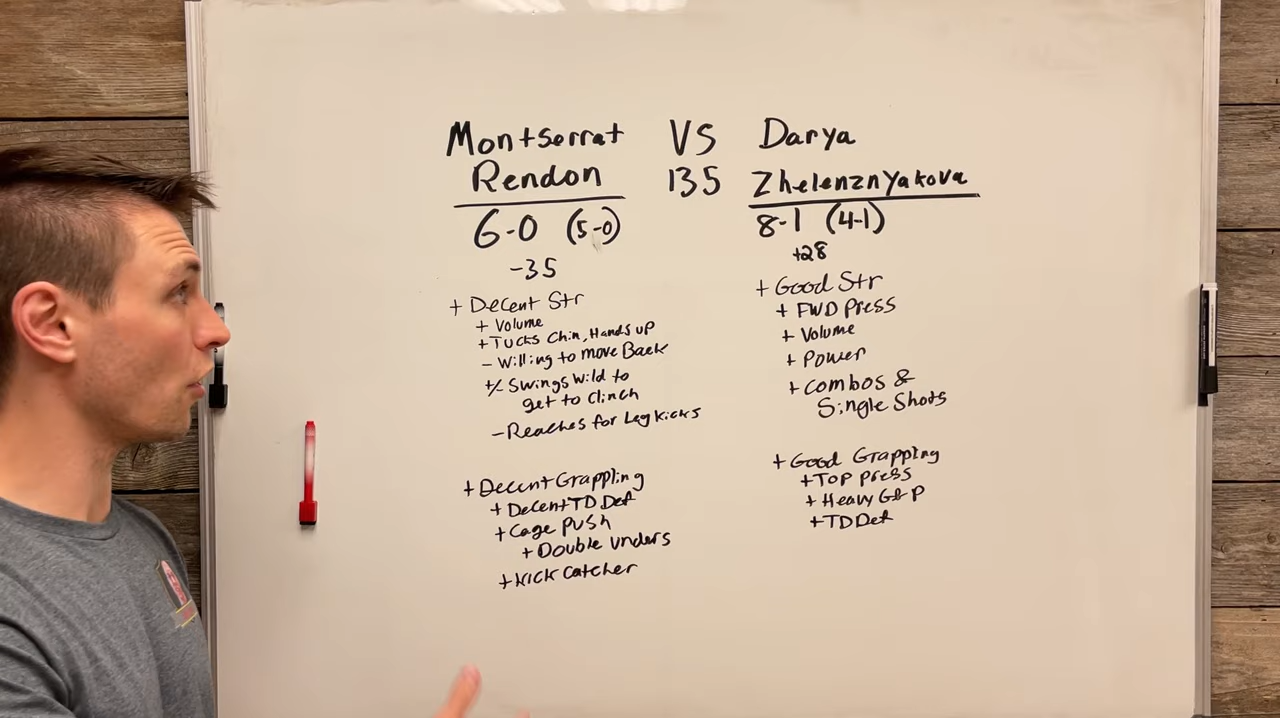 Montserrat VS Darya
Rendon 135 Zhelenznyakova
6-0 (5-0)
-35
+ Decent Str
+ Volume
+ Tucks Chin, Hands up
- Willing to move Back
+/- Swings Wild to
get to Clinch
- Reaches for Leg Kicks
+ Decent Grappling
+ Decent TD Def
+ Cage Push
+ Double Unders
+ Kick Catcher
8-1 (4-1)
+28
+ Good Str
+ FWD Press
+ Volume
+ Power
+ Combos &
Single Shots
+ Good Grappling
+ Top Press
+ Heavy G&P
+ TD Def